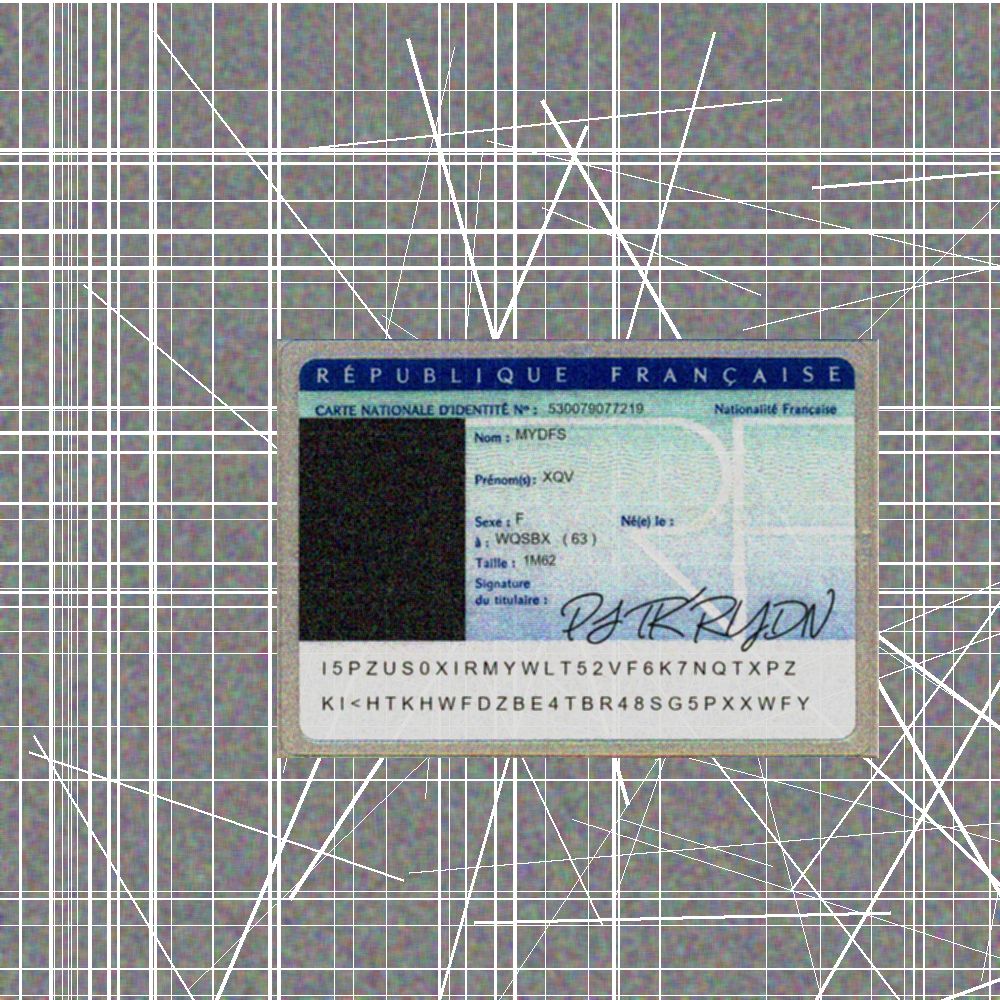 RÉPUBLIQUE FRANÇAISE
CARTE NATIONALE D'IDENTITÉ Nº : 530079077219 Nationalité Française
Nom : MYDFS
Prénom(s) : XQV
Sexe : F Né(e) le :
à : WQSBX ( 63 )
Taille : 1M62
Signature
du titulaire :
I5PZUS0XIRMYWLT52VF6K7NQTXPZ
KI<HTKHWFDZBE4TBR48SG5PXXWFY